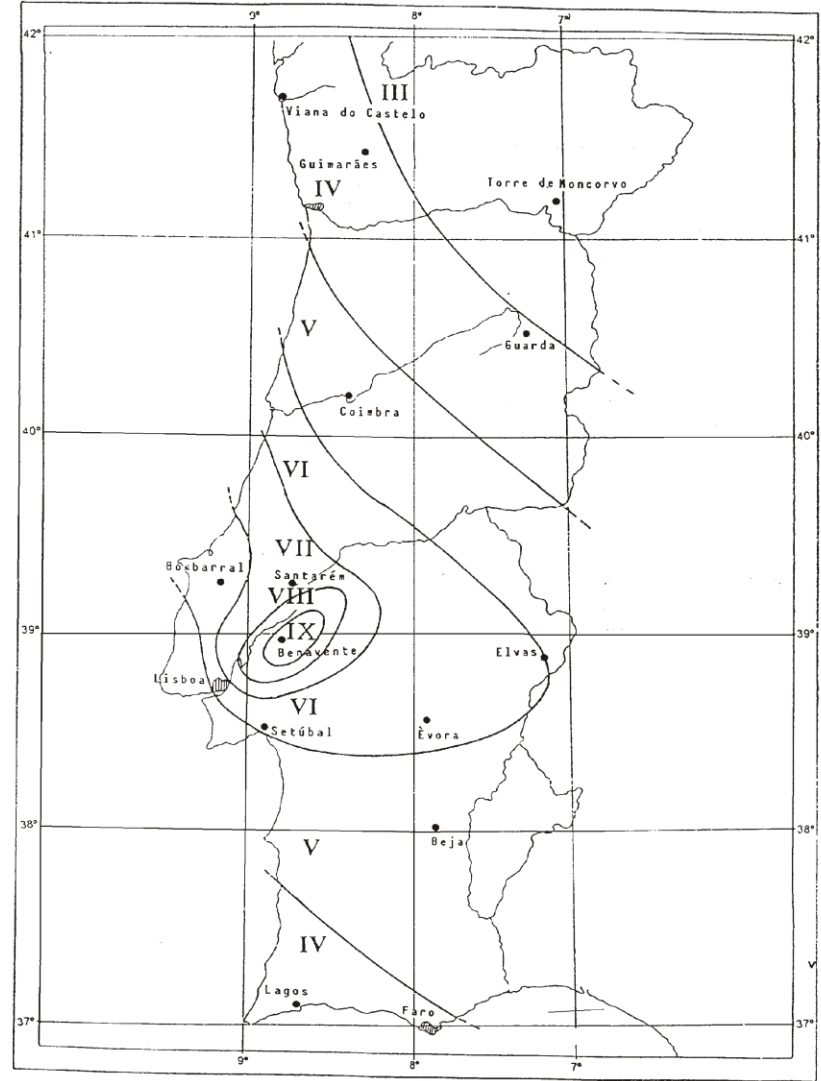 9° 8° 7°
42° 42°
III
Viana do Castelo
Guimarães
IV
Torre de Moncorvo
41° 41°
V
Guarda
Coimbra
40° 40°
VI
VII
Bombarral
Santarém
VIII
39° IX 39°
Benavente
Elvas
Lisboa
VI
Setúbal
Èvora
38° 38°
Beja
V
IV
Lagos
Faro
37° 37°
9° 8° 7°